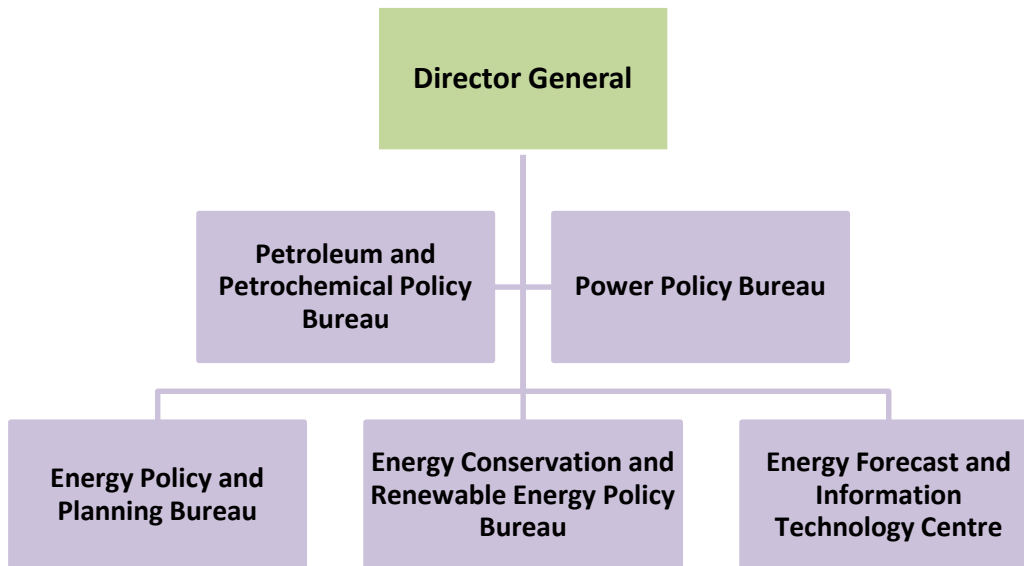 Director General
Petroleum and
Petrochemical Policy
Bureau
Power Policy Bureau
Energy Policy and
Planning Bureau
Energy Conservation and
Renewable Energy Policy
Bureau
Energy Forecast and
Information
Technology Centre